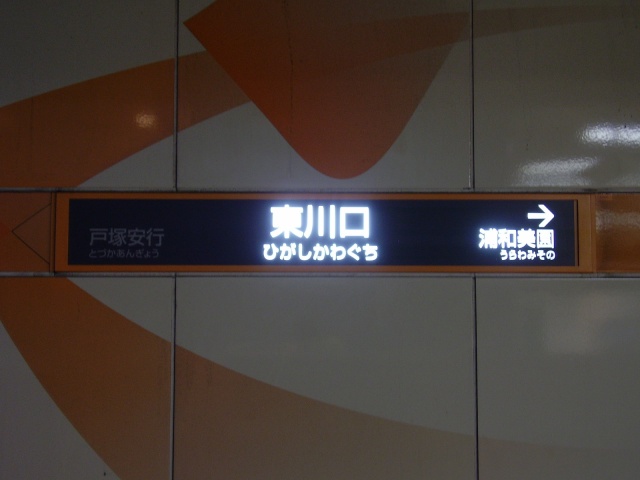 戸塚安行
とづかあんぎょう
東川口
ひがしかわぐち
→
浦和美園
うらわみその